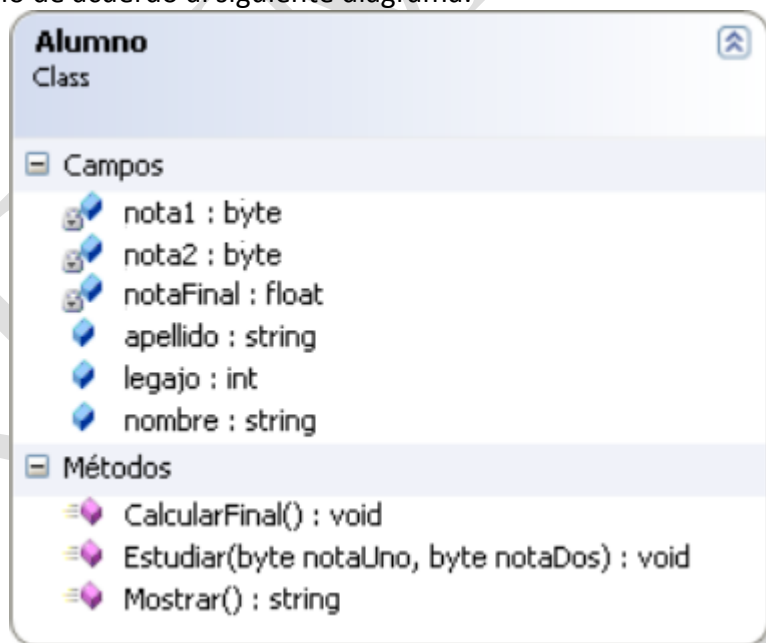 no de acuerdo al siguiente diagrama:
Alumno
Class
Campos
nota1 : byte
nota2 : byte
notaFinal : float
apellido : string
legajo : int
nombre : string
Métodos
CalcularFinal() : void
Estudiar(byte notaUno, byte notaDos) : void
Mostrar() : string